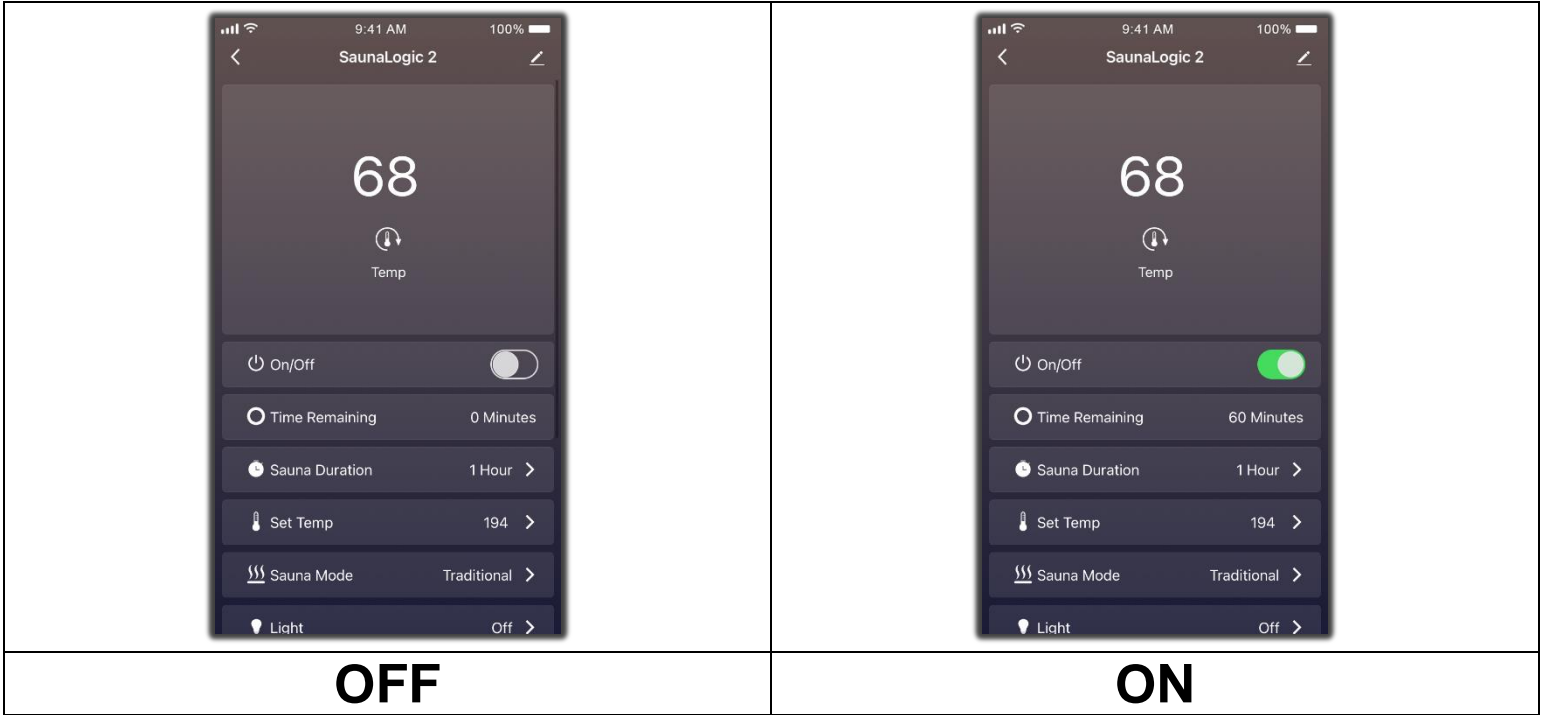 9:41 AM 100%
SaunaLogic 2
68
Temp
On/Off
Time Remaining 0 Minutes
Sauna Duration 1 Hour
Set Temp 194
Sauna Mode Traditional
Light Off
OFF
9:41 AM 100%
SaunaLogic 2
68
Temp
On/Off
Time Remaining 60 Minutes
Sauna Duration 1 Hour
Set Temp 194
Sauna Mode Traditional
Light Off
ON